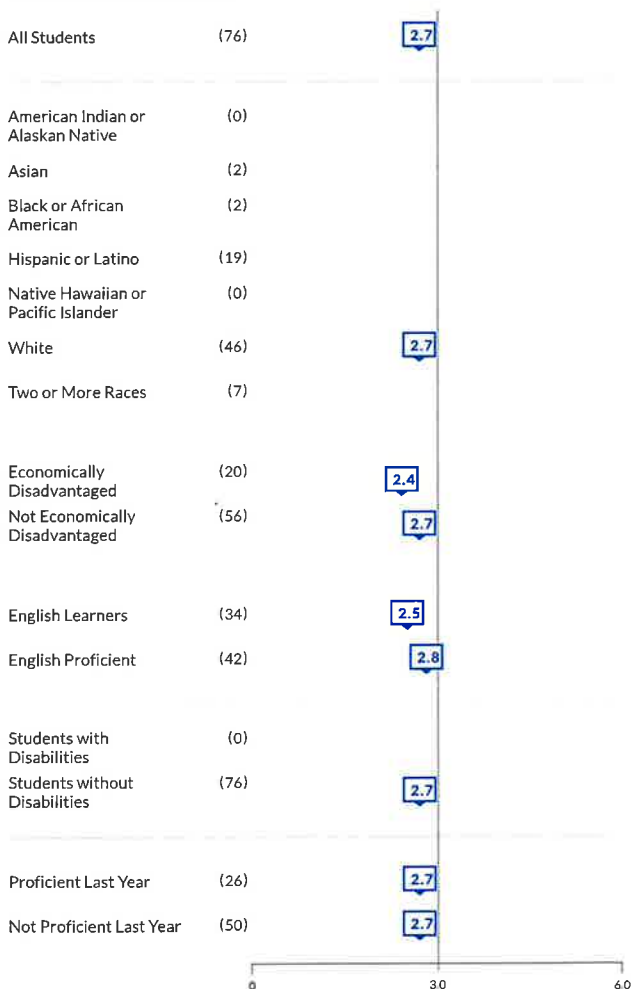 All Students (76) 2.7
American Indian or (0)
Alaskan Native
Asian (2)
Black or African (2)
American
Hispanic or Latino (19)
Native Hawaiian or (0)
Pacific Islander
White (46) 2.7
Two or More Races (7)
Economically (20) 2.4
Disadvantaged
Not Economically (56) 2.7
Disadvantaged
English Learners (34) 2.5
English Proficient (42) 2.8
Students with (0)
Disabilities
Students without (76) 2.7
Disabilities
Proficient Last Year (26) 2.7
Not Proficient Last Year (50) 2.7
0 3.0 6.0